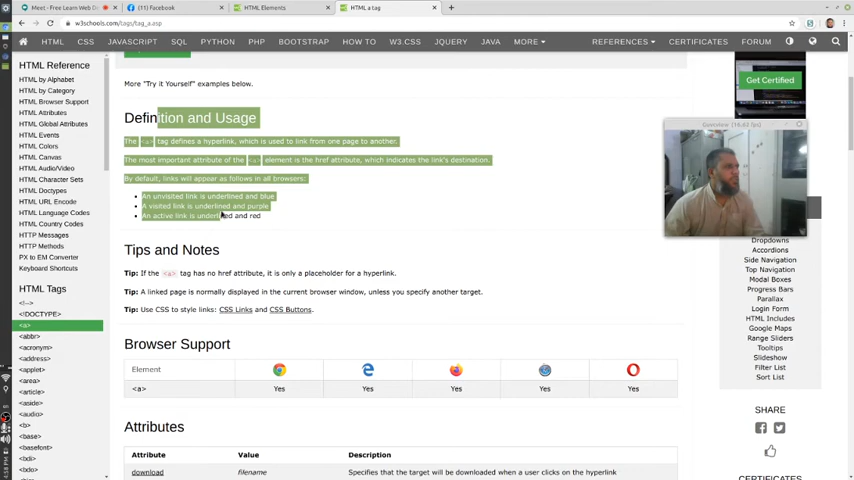 Meet - Free Learn Web D
(11) Facebook
HTML Elements
HTML a tag
w3schools.com/tags/tag_a.asp
HTML CSS JAVASCRIPT SQL PYTHON PHP BOOTSTRAP HOW TO W3.CSS JQUERY JAVA MORE REFERENCES CERTIFICATES FORUM
HTML Reference
HTML by Alphabet
HTML by Category
HTML Browser Support
HTML Attributes
HTML Global Attributes
HTML Events
HTML Colors
HTML Canvas
HTML Audio/Video
HTML Character Sets
HTML Doctypes
HTML URL Encode
HTML Language Codes
HTML Country Codes
HTTP Messages
HTTP Methods
PX to EM Converter
Keyboard Shortcuts
HTML Tags
<!-->
<!DOCTYPE>
<a>
<abbr>
<acronym>
<address>
<applet>
<area>
<article>
<aside>
<audio>
<b>
<base>
<basefont>
<bdi>
<bdo>
More "Try it Yourself" examples below.
Definition and Usage
The <a> tag defines a hyperlink, which is used to link from one page to another.
The most important attribute of the <a> element is the href attribute, which indicates the link's destination.
By default, links will appear as follows in all browsers:
An unvisited link is underlined and blue
A visited link is underlined and purple
An active link is underlined and red
Tips and Notes
Tip: If the <a> tag has no href attribute, it is only a placeholder for a hyperlink.
Tip: A linked page is normally displayed in the current browser window, unless you specify another target.
Tip: Use CSS to style links: CSS Links and CSS Buttons.
Browser Support
Element
<a> Yes Yes Yes Yes Yes
Attributes
Attribute Value Description
download filename Specifies that the target will be downloaded when a user clicks on the hyperlink
Get Certified
Dropdowns
Accordions
Side Navigation
Top Navigation
Modal Boxes
Progress Bars
Parallax
Login Form
HTML Includes
Google Maps
Range Sliders
Tooltips
Slideshow
Filter List
Sort List
SHARE
CERTIFICATES